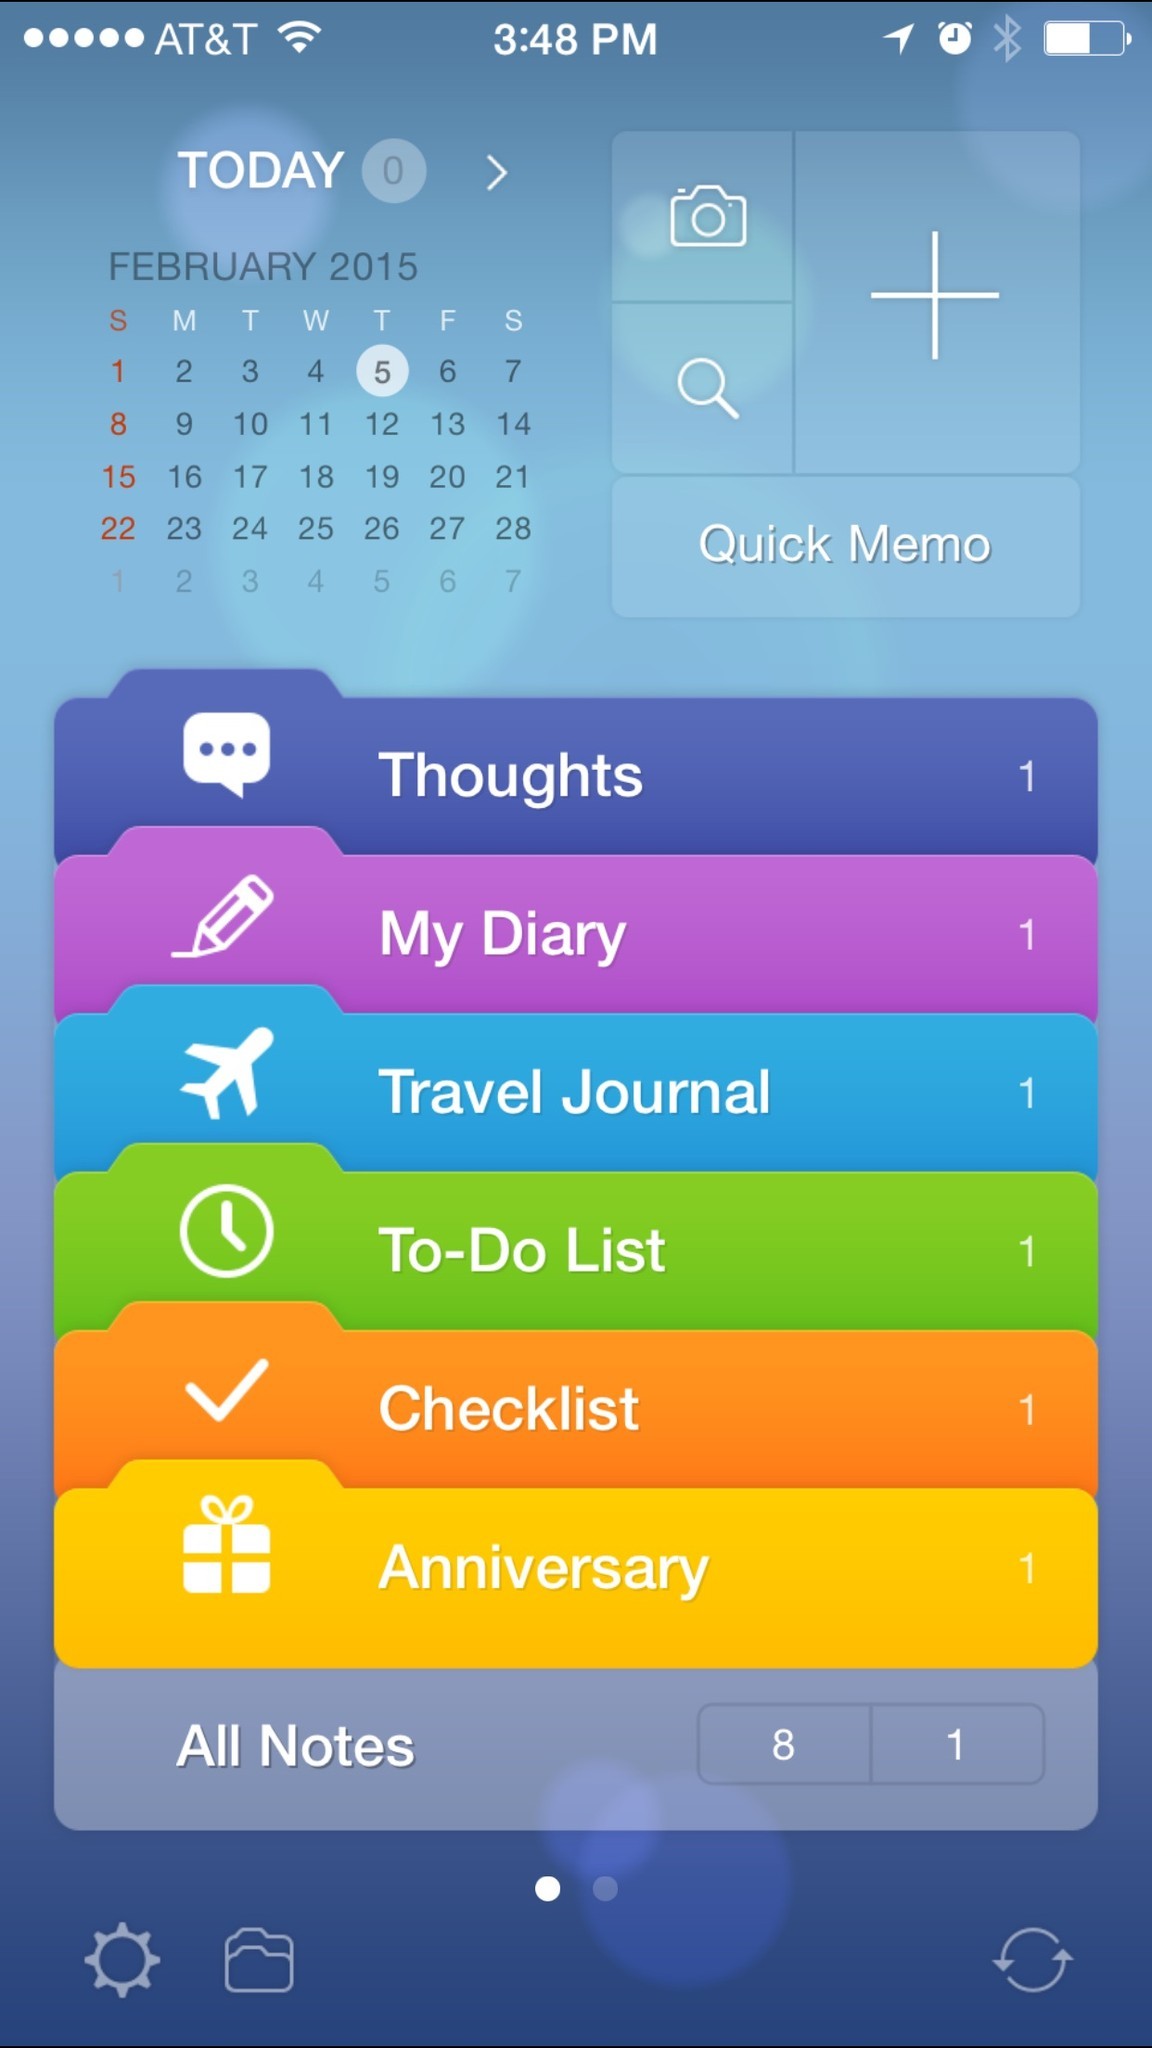 AT&T 3:48 PM
TODAY 0
FEBRUARY 2015
S M T W T F S
1 2 3 4 5 6 7
8 9 10 11 12 13 14
15 16 17 18 19 20 21
22 23 24 25 26 27 28
1 2 3 4 5 6 7
Quick Memo
Thoughts 1
My Diary 1
Travel Journal 1
To-Do List 1
Checklist 1
Anniversary 1
All Notes 8 1